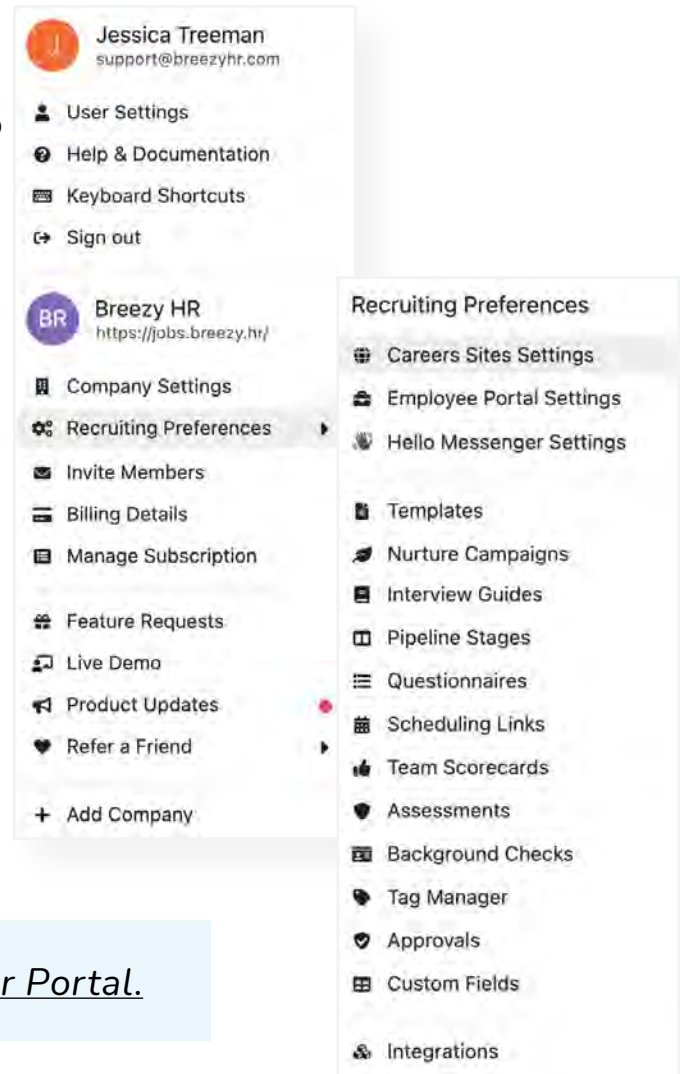 Jessica Treeman
support@breezyhr.com
User Settings
Help & Documentation
Keyboard Shortcuts
Sign out
BR
Breezy HR
https://jobs.breezy.hr/
Company Settings
Recruiting Preferences
Invite Members
Billing Details
Manage Subscription
Feature Requests
Live Demo
Product Updates
Refer a Friend
+ Add Company
Recruiting Preferences
Careers Sites Settings
Employee Portal Settings
Hello Messenger Settings
Templates
Nurture Campaigns
Interview Guides
Pipeline Stages
Questionnaires
Scheduling Links
Team Scorecards
Assessments
Background Checks
Tag Manager
Approvals
Custom Fields
Integrations
r Portal.